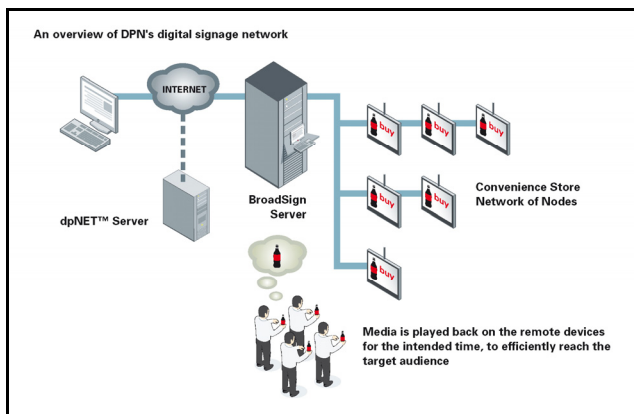 An overview of DPN's digital signage network
INTERNET
buy
buy
buy
BroadSign
Server
dpNET™ Server
buy
buy
Convenience Store
Network of Nodes
buy
Media is played back on the remote devices
for the intended time, to efficiently reach the
target audience